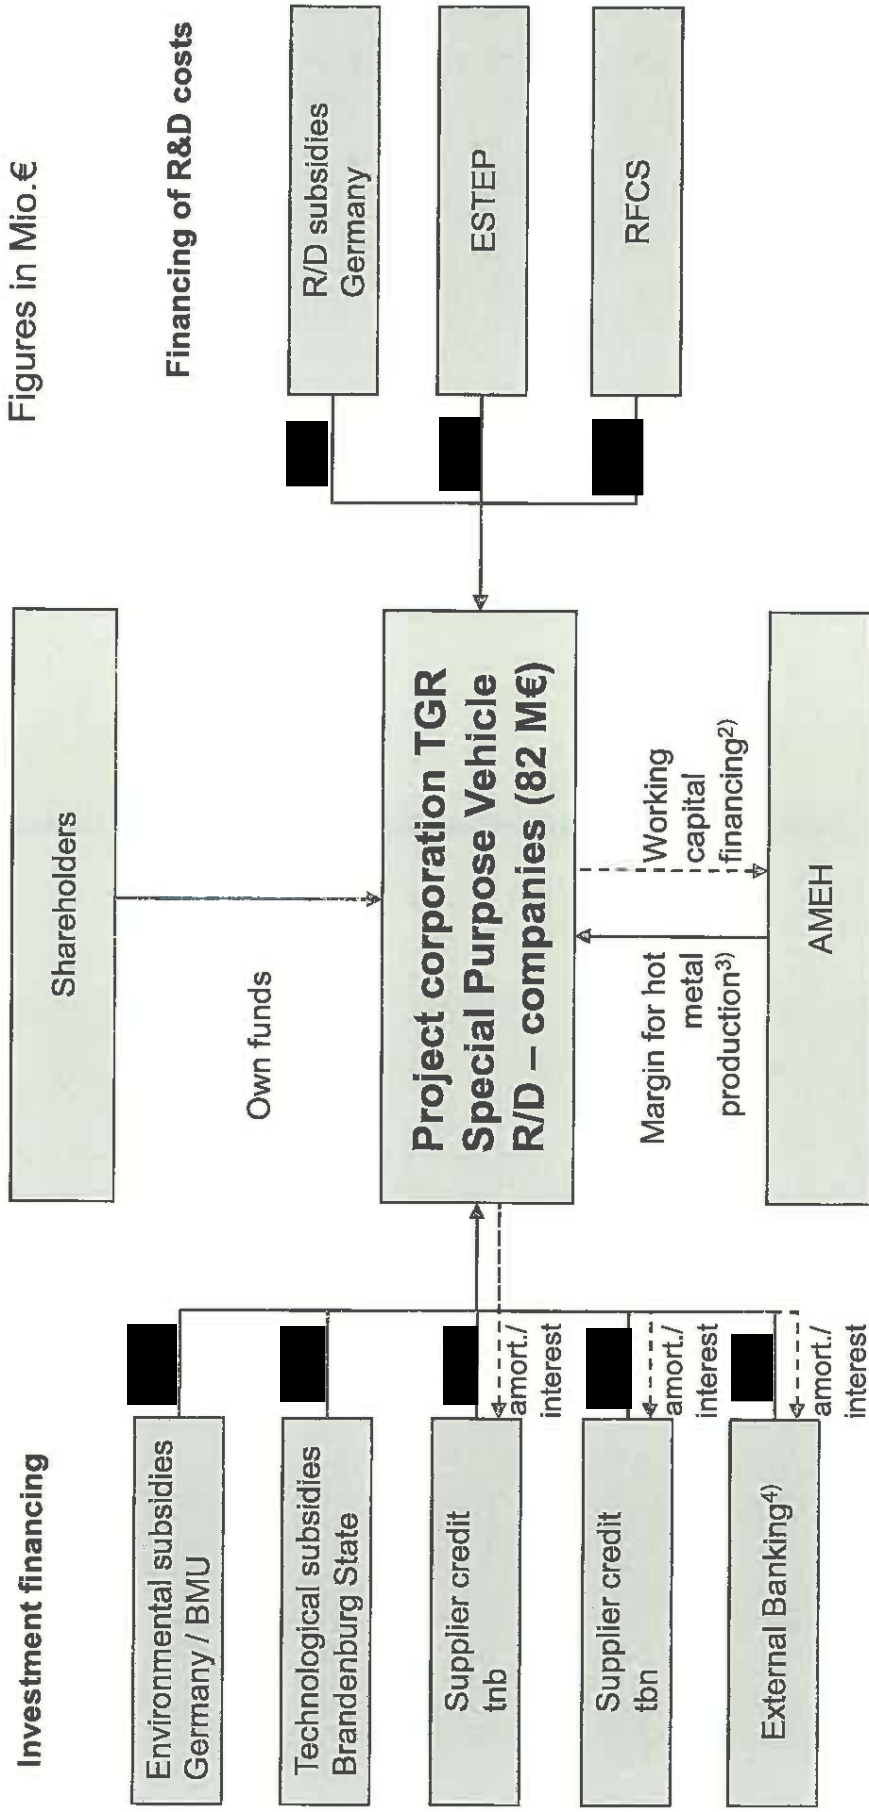 Figures in Mio.€
Investment financing
Financing of R&D costs
Shareholders
Own funds
Environmental subsidies
Germany / BMU
Technological subsidies
Brandenburg State
Supplier credit
tnb
amort./
interest
Supplier credit
tbn
amort./
interest
External Banking4)
amort./
interest
Project corporation TGR
Special Purpose Vehicle
R/D – companies (82 M€)
R/D subsidies
Germany
ESTEP
RFCS
Margin for hot
metal
production3)
Working
capital
financing2)
AMEH